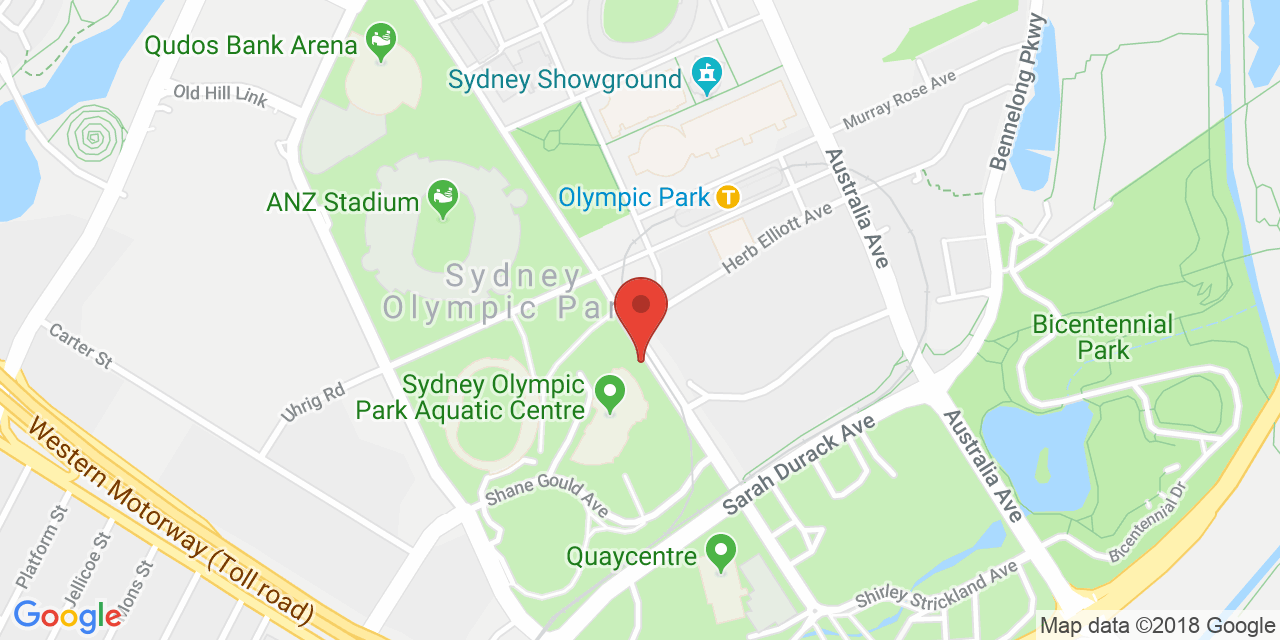 Qudos Bank Arena
Sydney Showground
Old Hill Link
Murray Rose Ave
Bennelong Pkwy
ANZ Stadium
Olympic Park
Australia Ave
Herb Elliott Ave
Sydney
Olympic Par
Carter St
Uhrig Rd
Bicentennial
Park
Sydney Olympic
Park Aquatic Centre
Western Motorway (Toll road)
Sarah Durack Ave
Australia Ave
Shane Gould Ave
Bicentennial Dr
Platform St
Jellicoe St
Mons St
Quaycentre
Shirley Strickland Ave
Google
Map data ©2018 Google